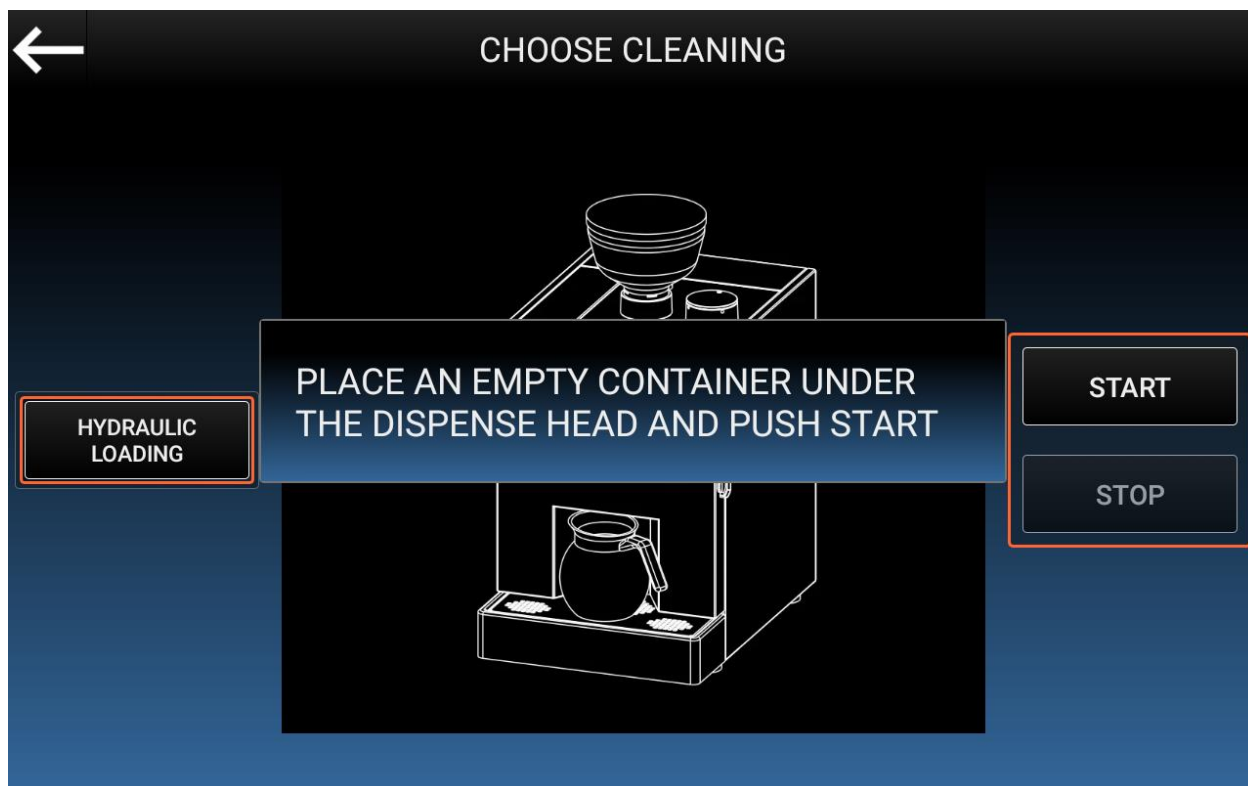 CHOOSE CLEANING
HYDRAULIC
LOADING
PLACE AN EMPTY CONTAINER UNDER
THE DISPENSE HEAD AND PUSH START
START
STOP